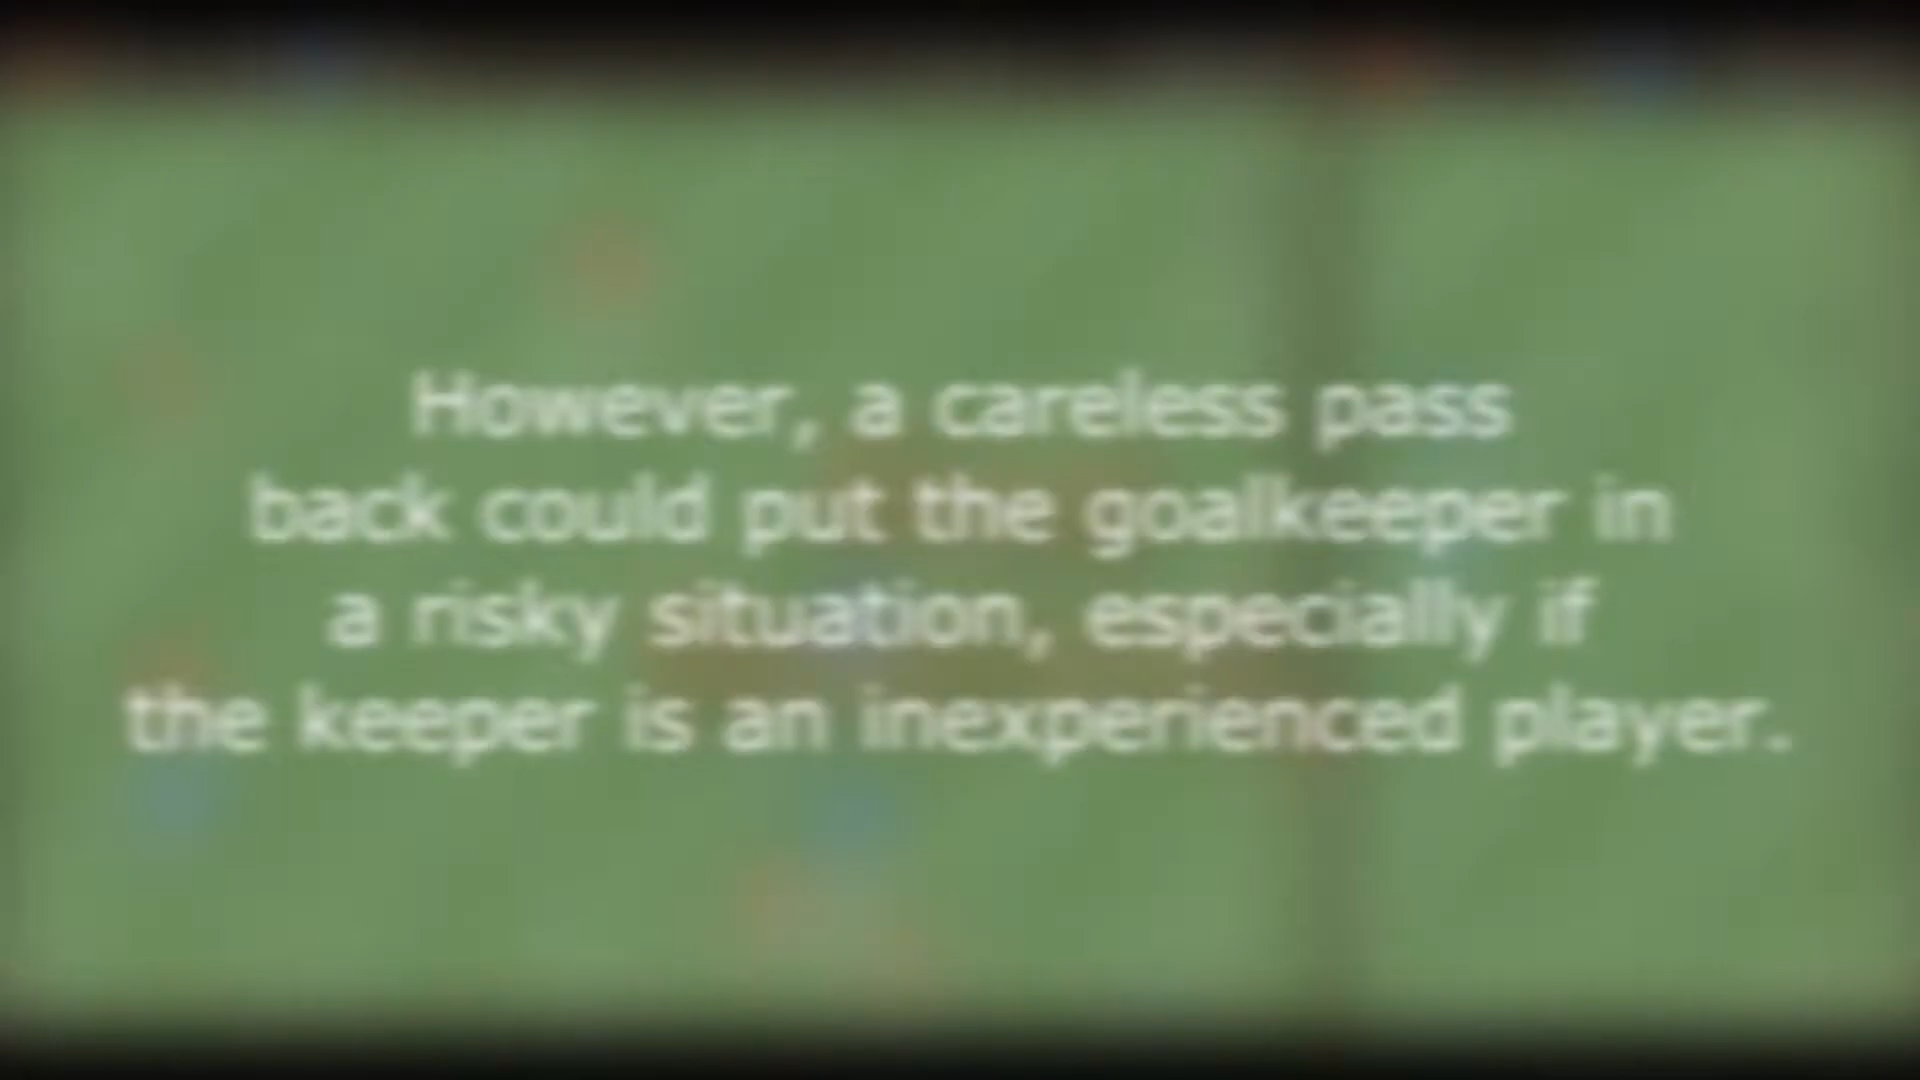 However, a careless pass
back could put the goalkeeper in
a risky situation, especially if
the keeper is an inexperienced player.